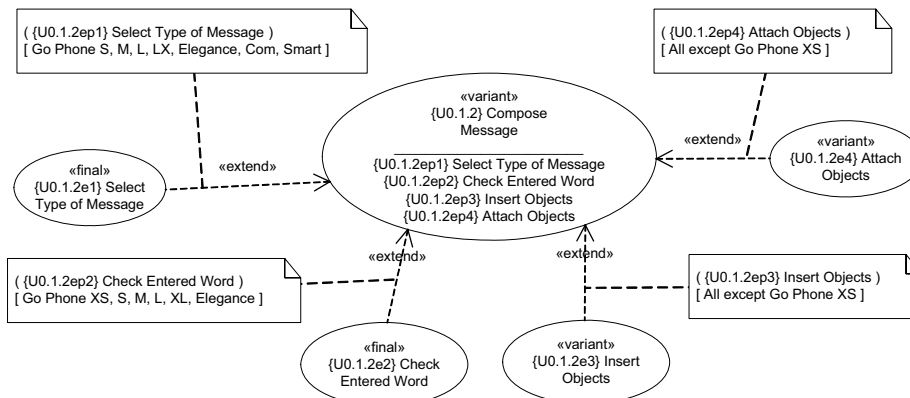 ( {U0.1.2ep1} Select Type of Message )
[ Go Phone S, M, L, LX, Elegance, Com, Smart ]
( {U0.1.2ep4} Attach Objects )
[ All except Go Phone XS ]
«variant»
{U0.1.2} Compose
Message
{U0.1.2ep1} Select Type of Message
{U0.1.2ep2} Check Entered Word
{U0.1.2ep3} Insert Objects
{U0.1.2ep4} Attach Objects
«extend»
«extend»
«final»
{U0.1.2e1} Select
Type of Message
«variant»
{U0.1.2e4} Attach
Objects
«extend»
«extend»
( {U0.1.2ep2} Check Entered Word )
[ Go Phone XS, S, M, L, XL, Elegance ]
( {U0.1.2ep3} Insert Objects )
[ All except Go Phone XS ]
«final»
{U0.1.2e2} Check
Entered Word
«variant»
{U0.1.2e3} Insert
Objects